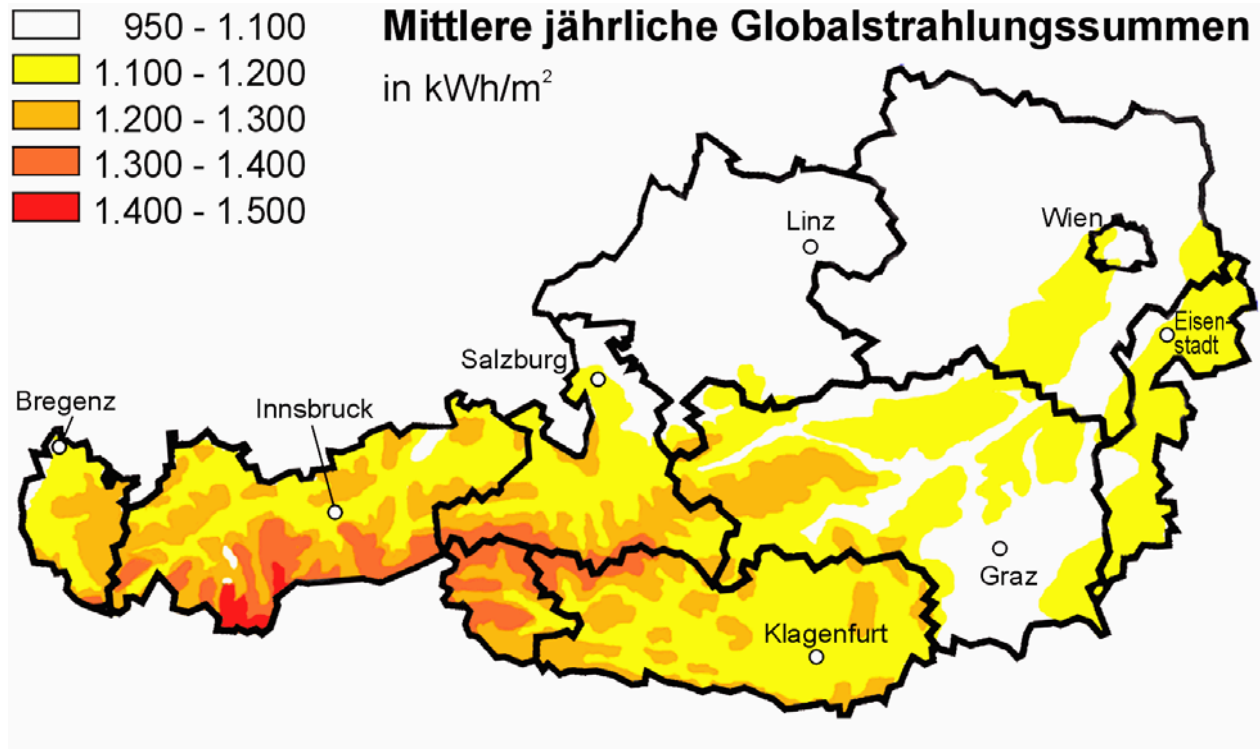 Mittlere jährliche Globalstrahlungssummen
in kWh/m²
950 - 1.100
1.100 - 1.200
1.200 - 1.300
1.300 - 1.400
1.400 - 1.500
Linz
Wien
Eisen-
stadt
Salzburg
Bregenz
Innsbruck
Graz
Klagenfurt